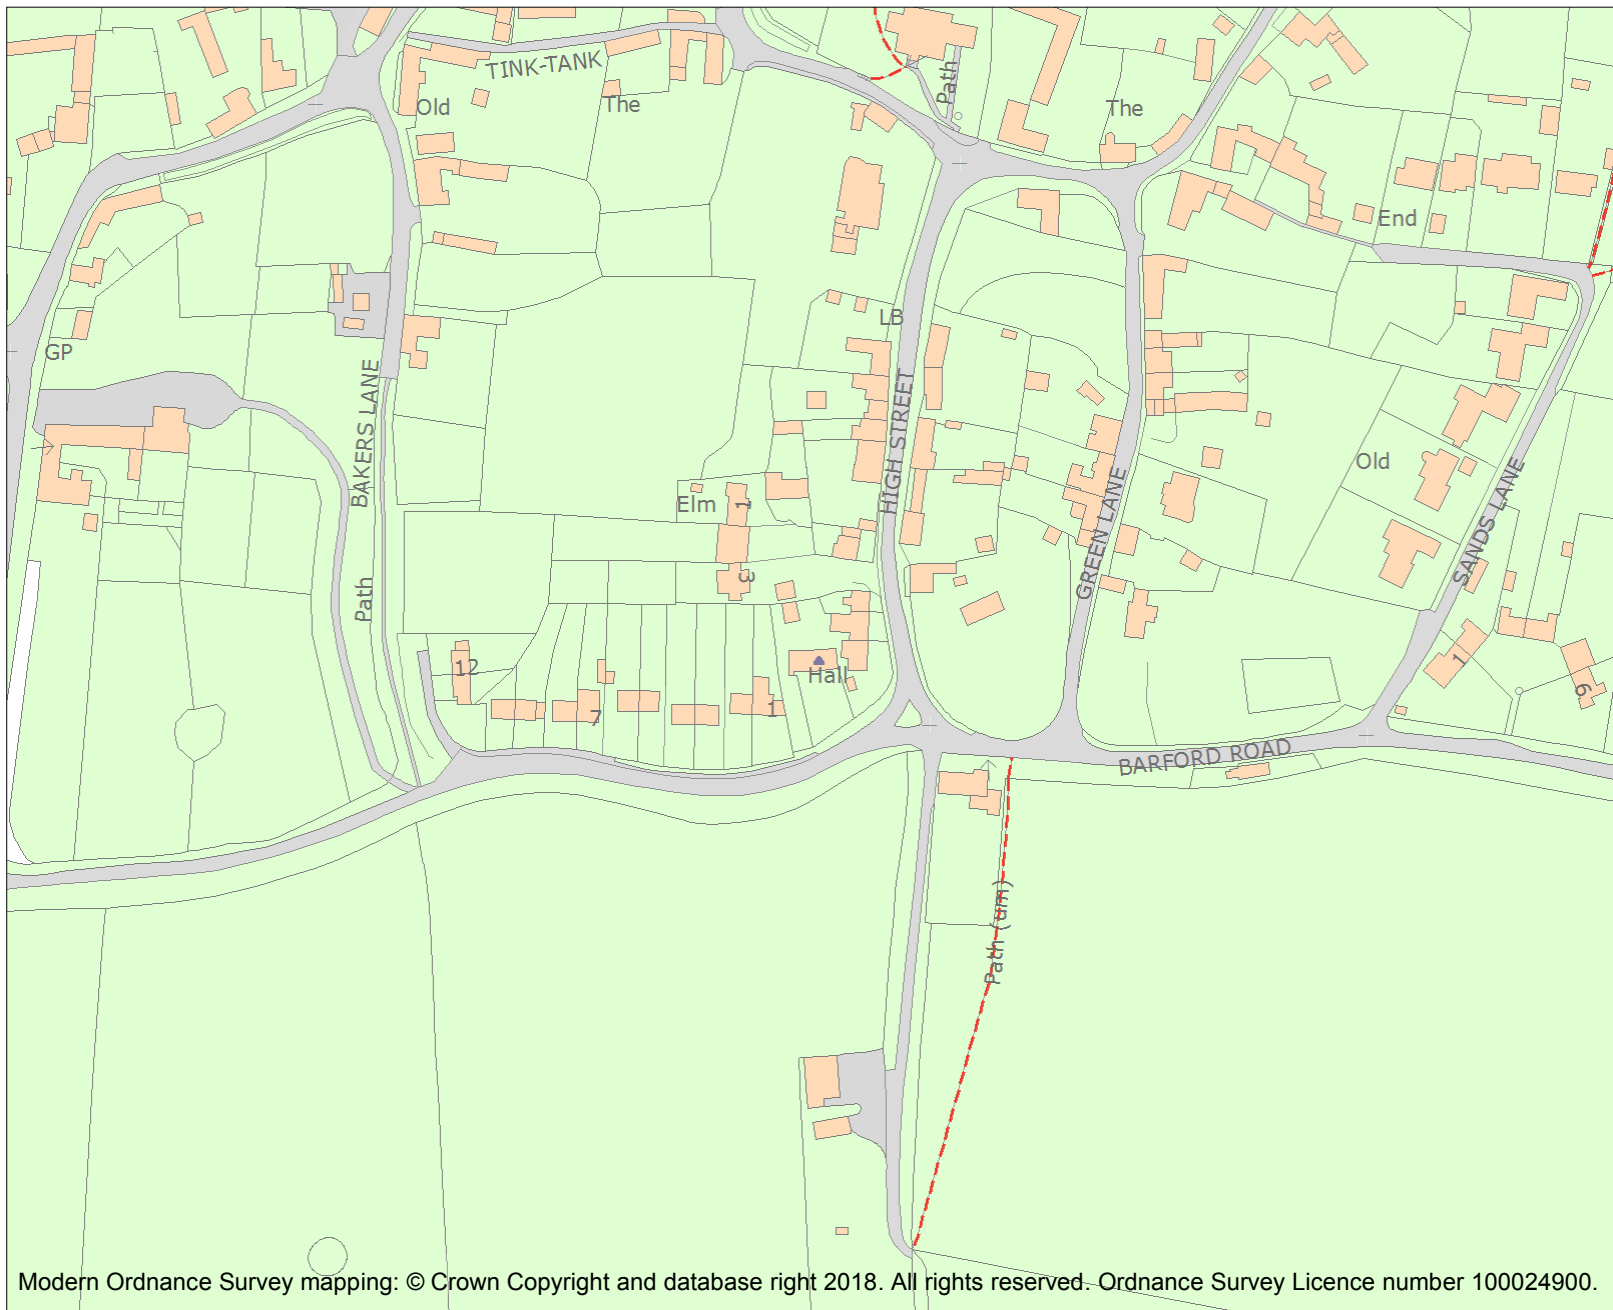 TINK-TANK
Path
Old
The
The
End
LB
GP
BAKERS LANE
HIGH STREET
Old
Elm
1
GREEN LANE
SANDS LANE
3
Path
12
Hall
1
6
7
1
BARFORD ROAD
Path (um)
Modern Ordnance Survey mapping: © Crown Copyright and database right 2018. All rights reserved. Ordnance Survey Licence number 100024900.